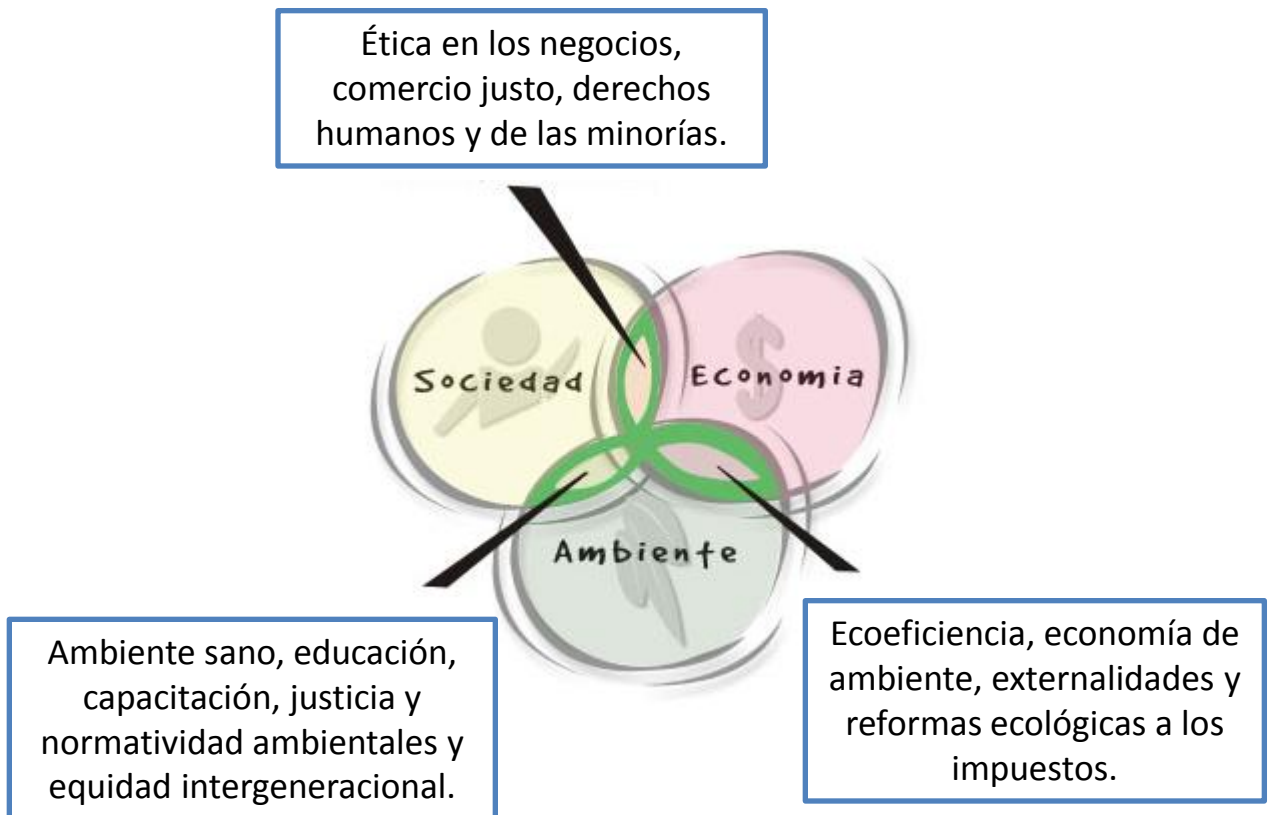 Ética en los negocios,
comercio justo, derechos
humanos y de las minorías.
Sociedad
Economia
$
Ambiente
Ambiente sano, educación,
capacitación, justicia y
normatividad ambientales y
equidad intergeneracional.
Ecoeficiencia, economía de
ambiente, externalidades y
reformas ecológicas a los
impuestos.